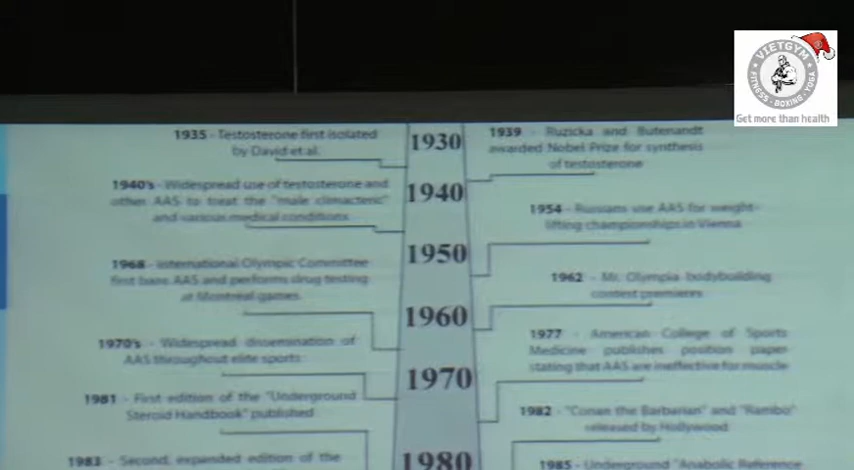 VIETGYM
FITNESS - BOXING - YOGA
Get more than health
1935 - Testosterone first isolated
by David et al.
1930
1939 - Ruzicka and Butenandt
awarded Nobel Prize for synthesis
of testosterone
1940's - Widespread use of testosterone and
other AAS to treat the "male climacteric"
and various medical conditions
1940
1954 - Russians use AAS for weight-
lifting championships in Vienna
1950
1968 - International Olympic Committee
first bans AAS and performs drug testing
at Montreal games
1962 - Mr. Olympia bodybuilding
contest premieres
1960
1970's - Widespread dissemination of
AAS throughout elite sports
1977 - American College of Sports
Medicine publishes position paper
stating that AAS are ineffective for muscle
1970
1981 - First edition of the "Underground
Steroid Handbook" published
1982 - "Conan the Barbarian" and "Rambo"
released by Hollywood
1983 - Second, expanded edition of the
1980
1985 - Underground "Anabolic Reference